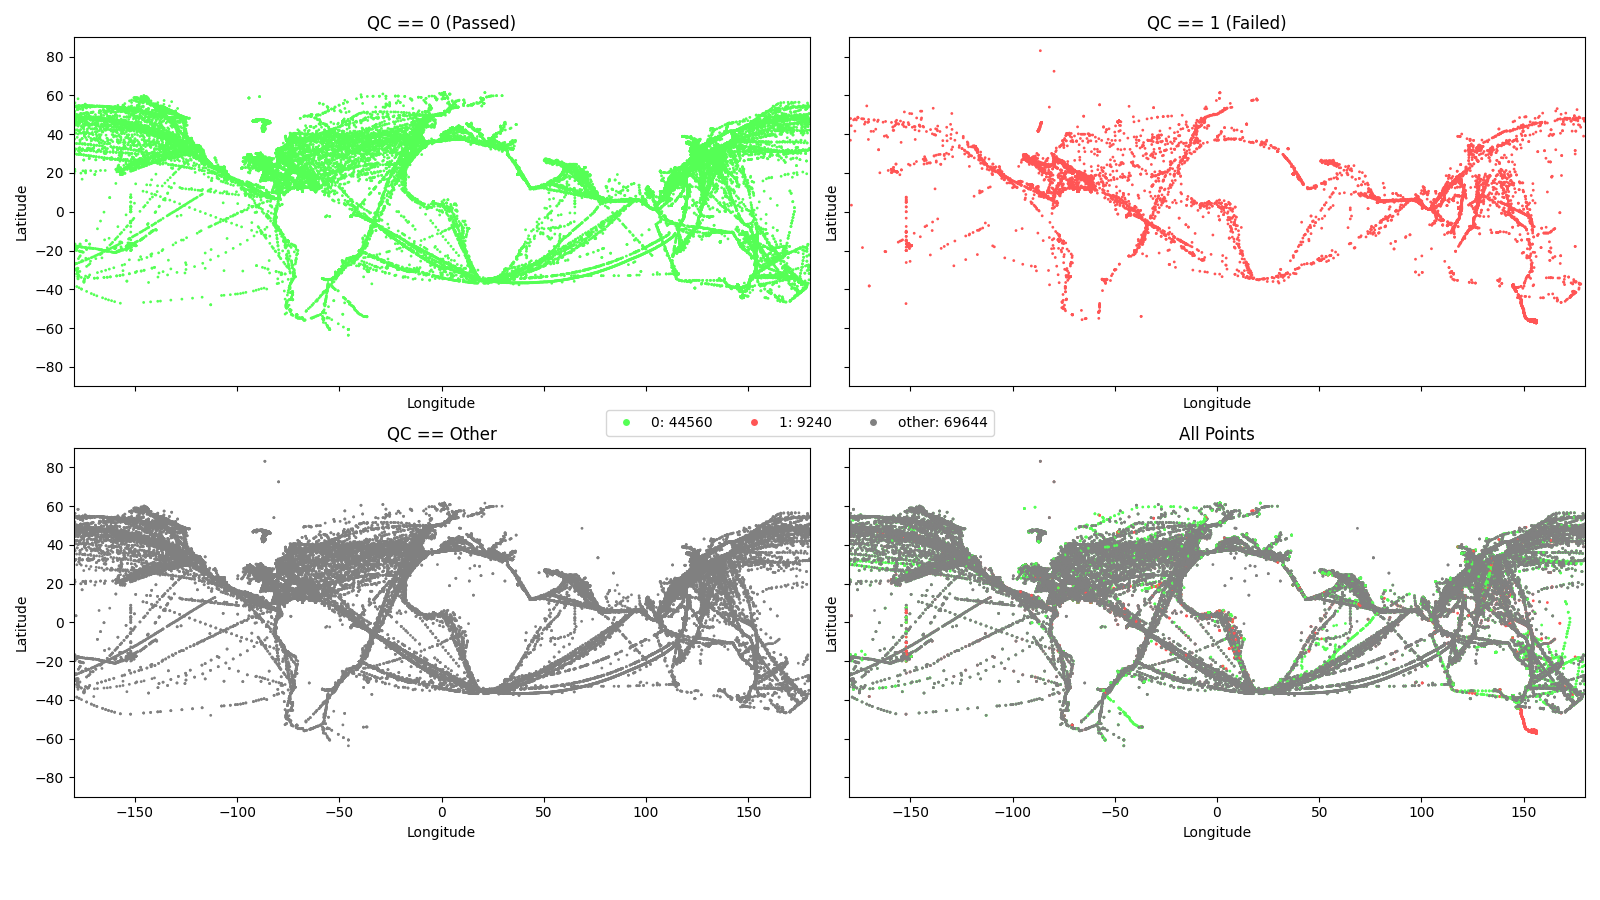 QC == 0 (Passed)
QC == 1 (Failed)
Latitude
80
60
40
20
0
−20
−40
−60
−80
Longitude
Latitude
Longitude
0: 44560 1: 9240 other: 69644
QC == Other
All Points
Latitude
80
60
40
20
0
−20
−40
−60
−80
−150 −100 −50 0 50 100 150
Longitude
Latitude
−150 −100 −50 0 50 100 150
Longitude